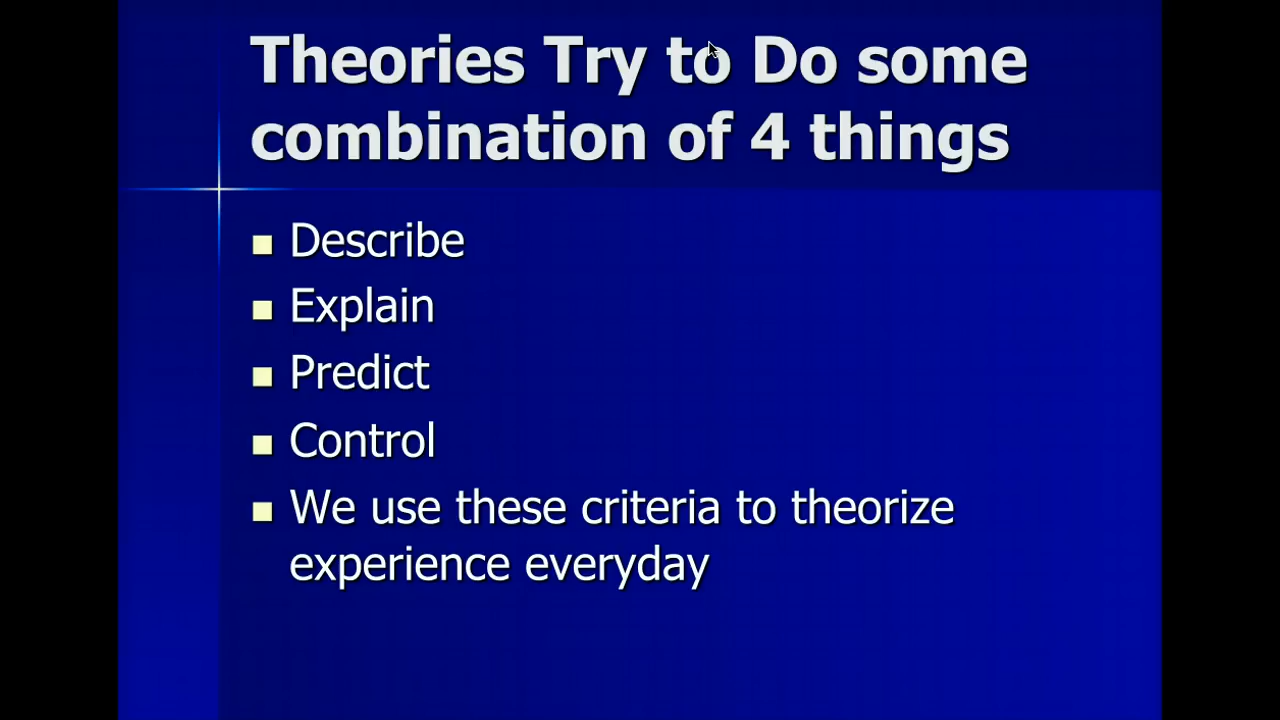 Theories Try to Do some
combination of 4 things
Describe
Explain
Predict
Control
We use these criteria to theorize
experience everyday